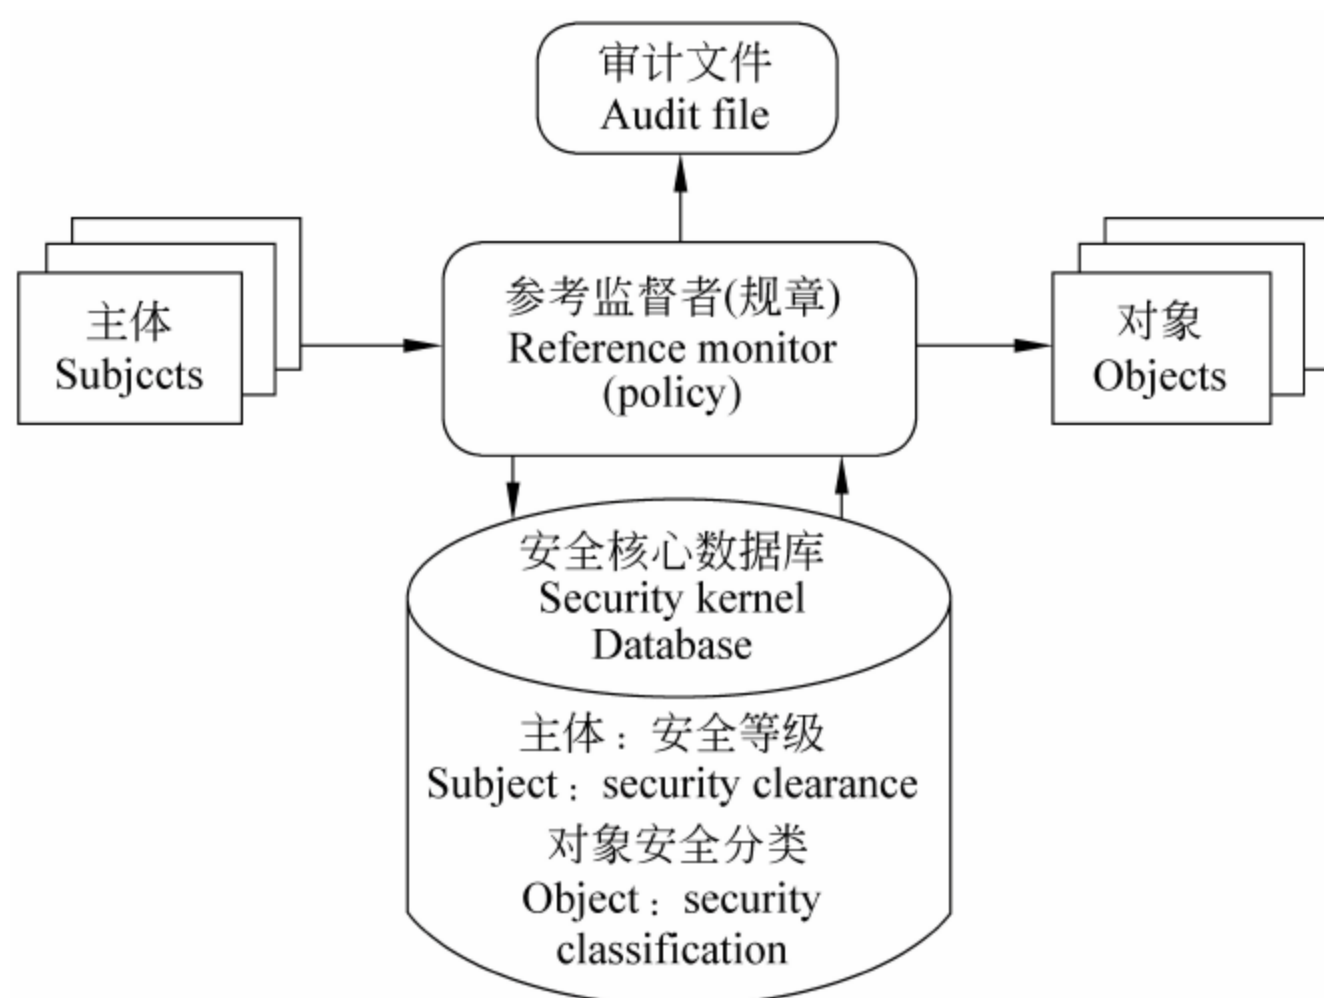 审计文件
Audit file
主体
Subjccts
参考监督者(规章)
Reference monitor
(policy)
对象
Objects
安全核心数据库
Security kernel
Database
主体：安全等级
Subject：security clearance
对象安全分类
Object：security
classification